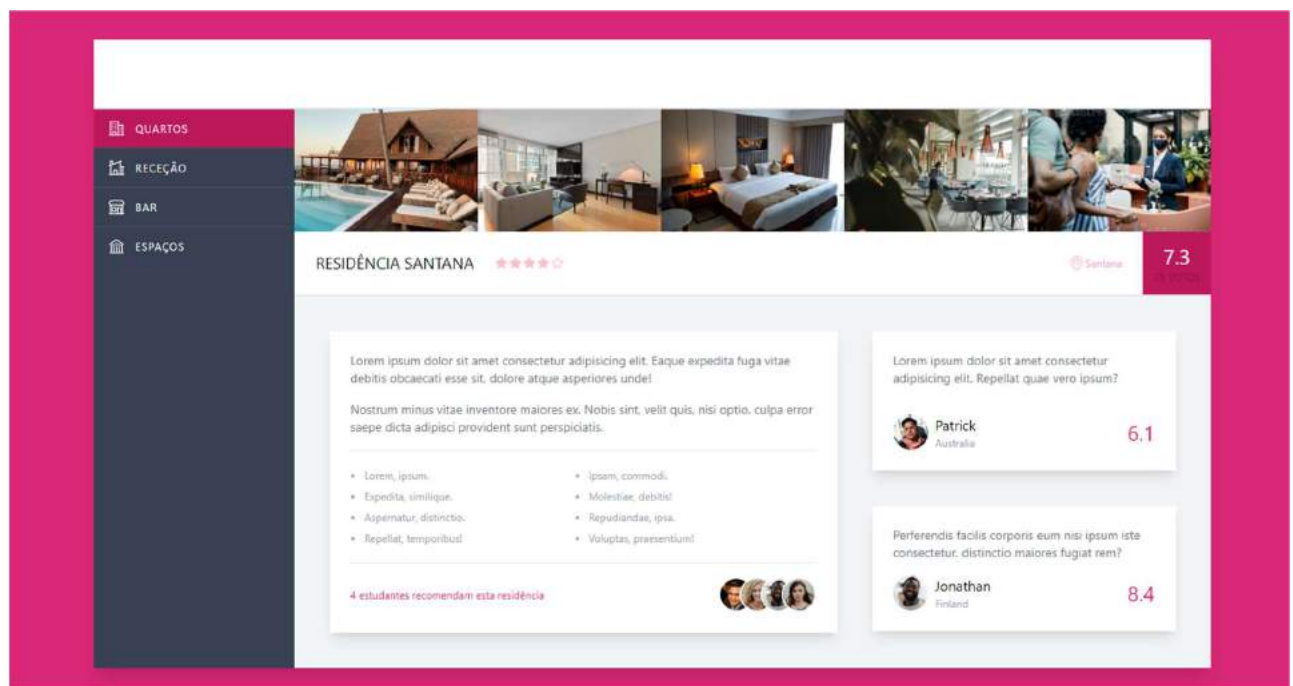 QUARTOS
RECEÇÃO
BAR
ESPAÇOS
RESIDÊNCIA SANTANA
Santana
7.3
Lorem ipsum dolor sit amet consectetur adipisicing elit. Eaque expedita fuga vitae
debitis obcaecati esse sit, dolore atque asperiores unde!
Nostrum minus vitae inventore maiores ex. Nobis sint, velit quis, nisi optio, culpa error
saepe dicta adipisci provident sunt perspiciatis.
Lorem, ipsum.
Expedita, similique.
Aspernatur, distinctio.
Repellat, temporibus!
Ipsam, commodi.
Molestiae, debitis!
Repudiandae, ipsa.
Voluptas, praesentium!
4 estudantes recomendam esta residência
Lorem ipsum dolor sit amet consectetur
adipisicing elit. Repellat quae vero ipsum?
Patrick
Australia
6.1
Perferendis facilis corporis eum nisi ipsum iste
consectetur, distinctio maiores fugiat rem?
Jonathan
Finland
8.4